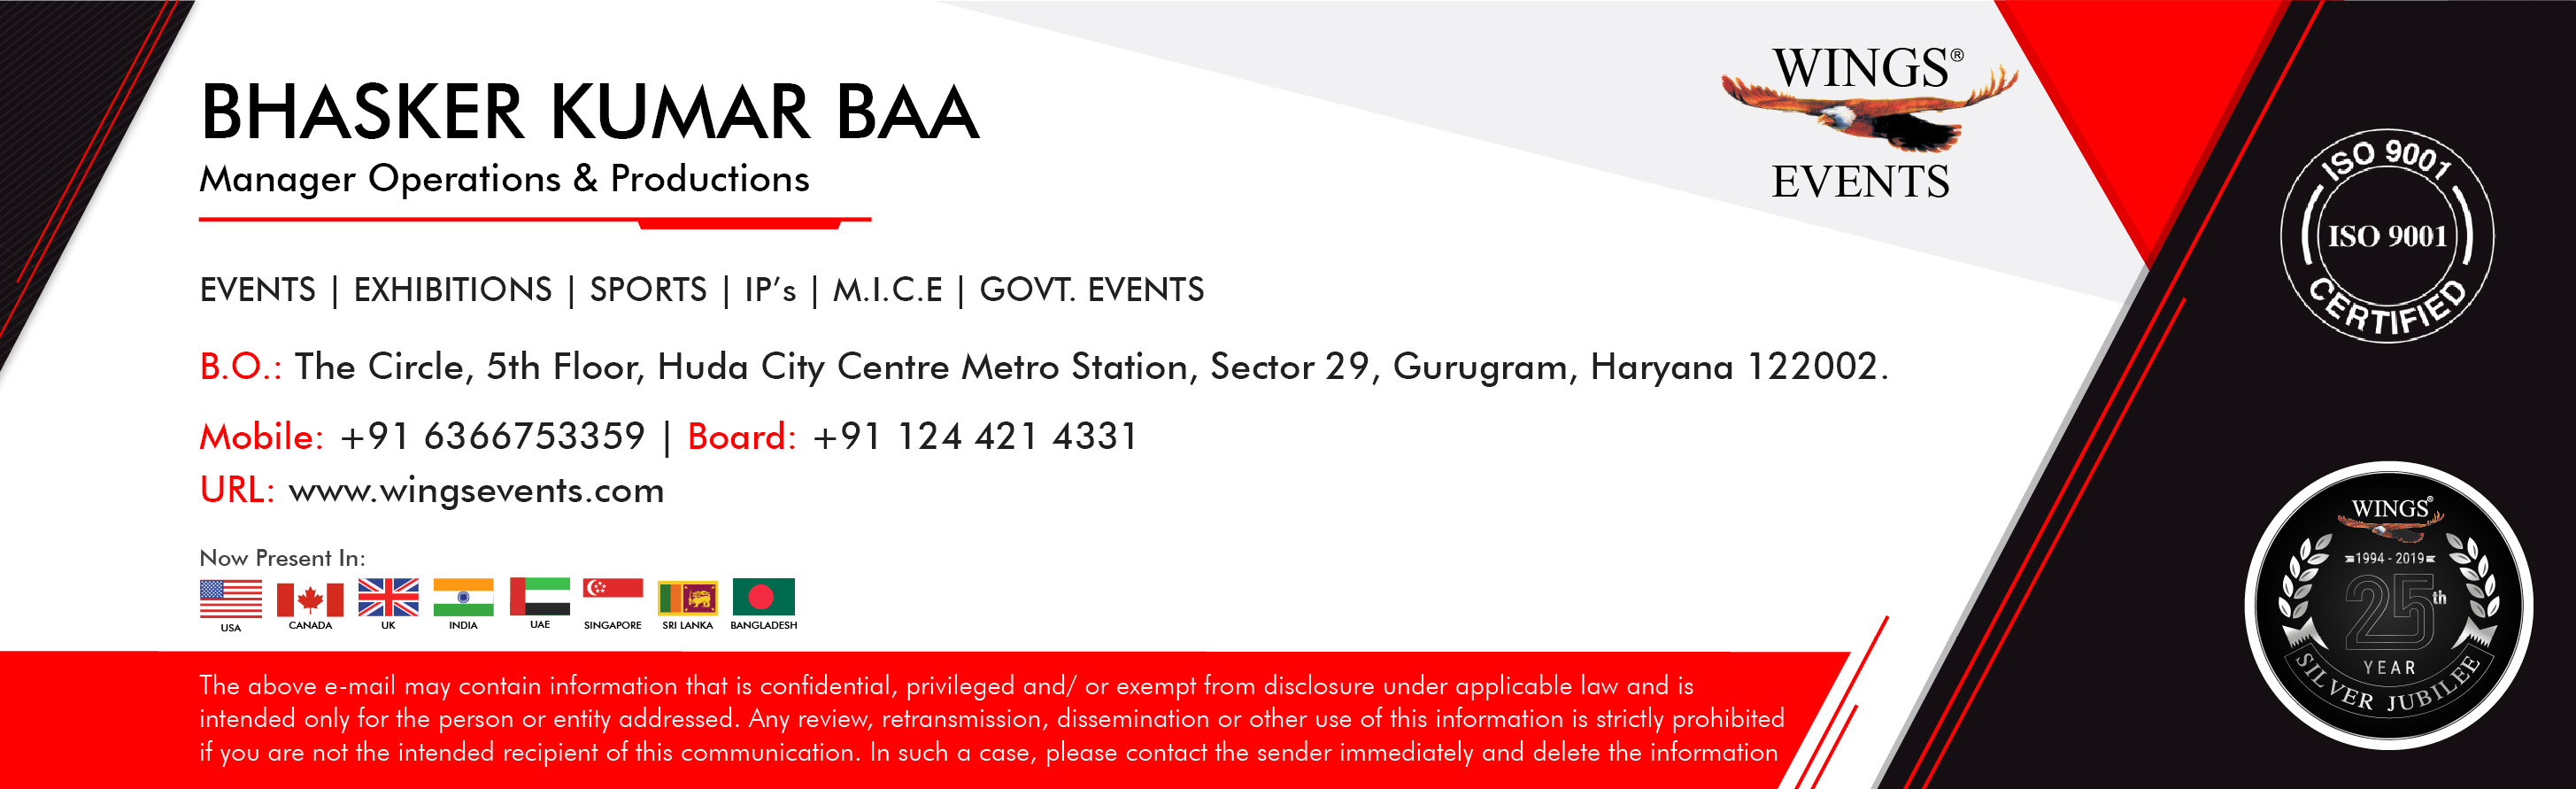 BHASKER KUMAR BAA
Manager Operations & Productions
WINGS®
EVENTS
EVENTS | EXHIBITIONS | SPORTS | IP’s | M.I.C.E | GOVT. EVENTS
B.O.: The Circle, 5th Floor, Huda City Centre Metro Station, Sector 29, Gurugram, Haryana 122002.
Mobile: +91 6366753359 | Board: +91 124 421 4331
URL: www.wingsevents.com
Now Present In:
USA CANADA UK INDIA UAE SINGAPORE SRI LANKA BANGLADESH
The above e-mail may contain information that is confidential, privileged and/ or exempt from disclosure under applicable law and is
intended only for the person or entity addressed. Any review, retransmission, dissemination or other use of this information is strictly prohibited
if you are not the intended recipient of this communication. In such a case, please contact the sender immediately and delete the information
ISO 9001
ISO 9001
CERTIFIED
WINGS®
1994 - 2019
25th
YEAR
SILVER JUBILEE